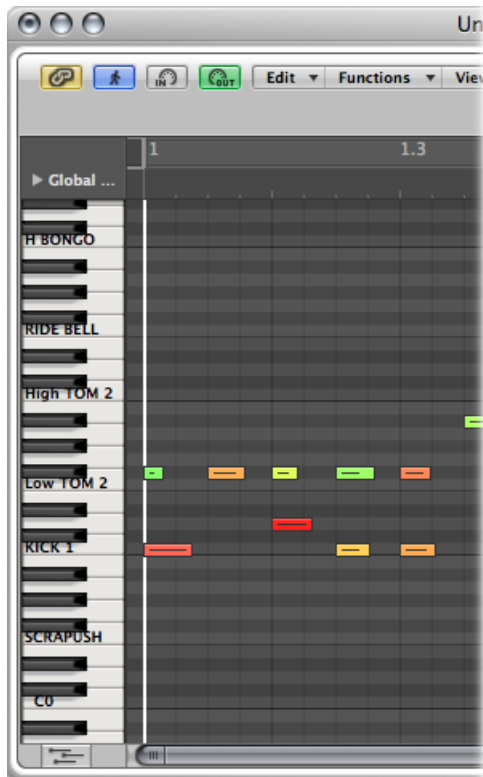 Un
IN
OUT
Edit
Functions
Vie
1 1.3
Global ...
H BONGO
RIDE BELL
High TOM 2
Low TOM 2
KICK 1
SCRAPUSH
C0